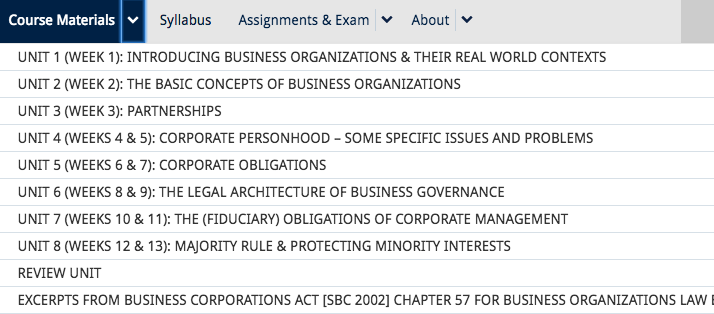 Course Materials Syllabus Assignments & Exam About
UNIT 1 (WEEK 1): INTRODUCING BUSINESS ORGANIZATIONS & THEIR REAL WORLD CONTEXTS
UNIT 2 (WEEK 2): THE BASIC CONCEPTS OF BUSINESS ORGANIZATIONS
UNIT 3 (WEEK 3): PARTNERSHIPS
UNIT 4 (WEEKS 4 & 5): CORPORATE PERSONHOOD – SOME SPECIFIC ISSUES AND PROBLEMS
UNIT 5 (WEEKS 6 & 7): CORPORATE OBLIGATIONS
UNIT 6 (WEEKS 8 & 9): THE LEGAL ARCHITECTURE OF BUSINESS GOVERNANCE
UNIT 7 (WEEKS 10 & 11): THE (FIDUCIARY) OBLIGATIONS OF CORPORATE MANAGEMENT
UNIT 8 (WEEKS 12 & 13): MAJORITY RULE & PROTECTING MINORITY INTERESTS
REVIEW UNIT
EXCERPTS FROM BUSINESS CORPORATIONS ACT [SBC 2002] CHAPTER 57 FOR BUSINESS ORGANIZATIONS LAW